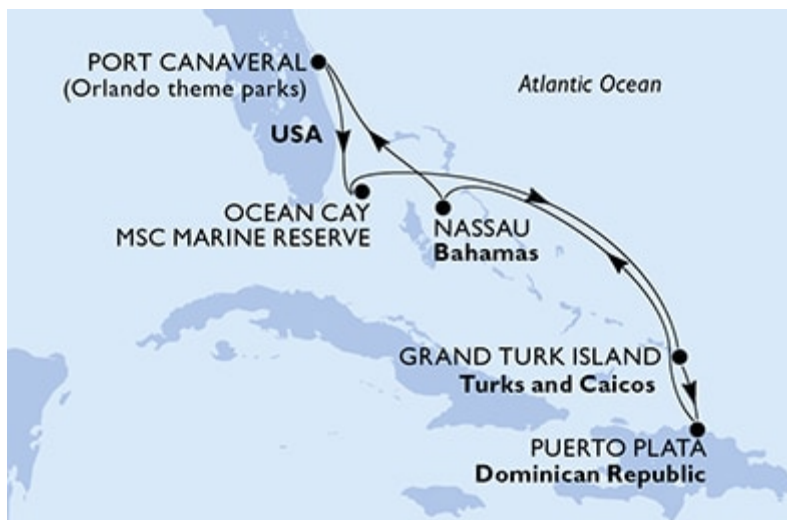 PORT CANAVERAL
(Orlando theme parks)
Atlantic Ocean
USA
OCEAN CAY
MSC MARINE RESERVE
NASSAU
Bahamas
GRAND TURK ISLAND
Turks and Caicos
PUERTO PLATA
Dominican Republic